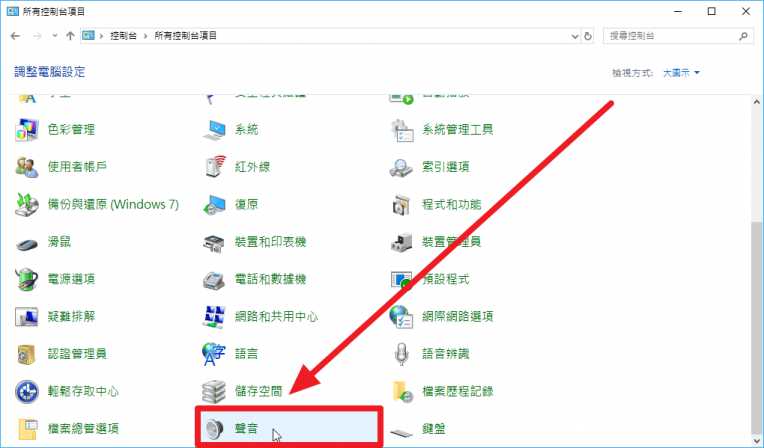 所有控制台項目
控制台 所有控制台項目
搜尋控制台
調整電腦設定
檢視方式: 大圖示
色彩管理 系統 系統管理工具
使用者帳戶 紅外線 索引選項
備份與還原 (Windows 7) 復原 程式和功能
滑鼠 裝置和印表機 裝置管理員
電源選項 電話和數據機 預設程式
疑難排解 網路和共用中心 網際網路選項
認證管理員 語言 語音辨識
輕鬆存取中心 儲存空間 檔案歷程記錄
檔案總管選項 聲音 鍵盤